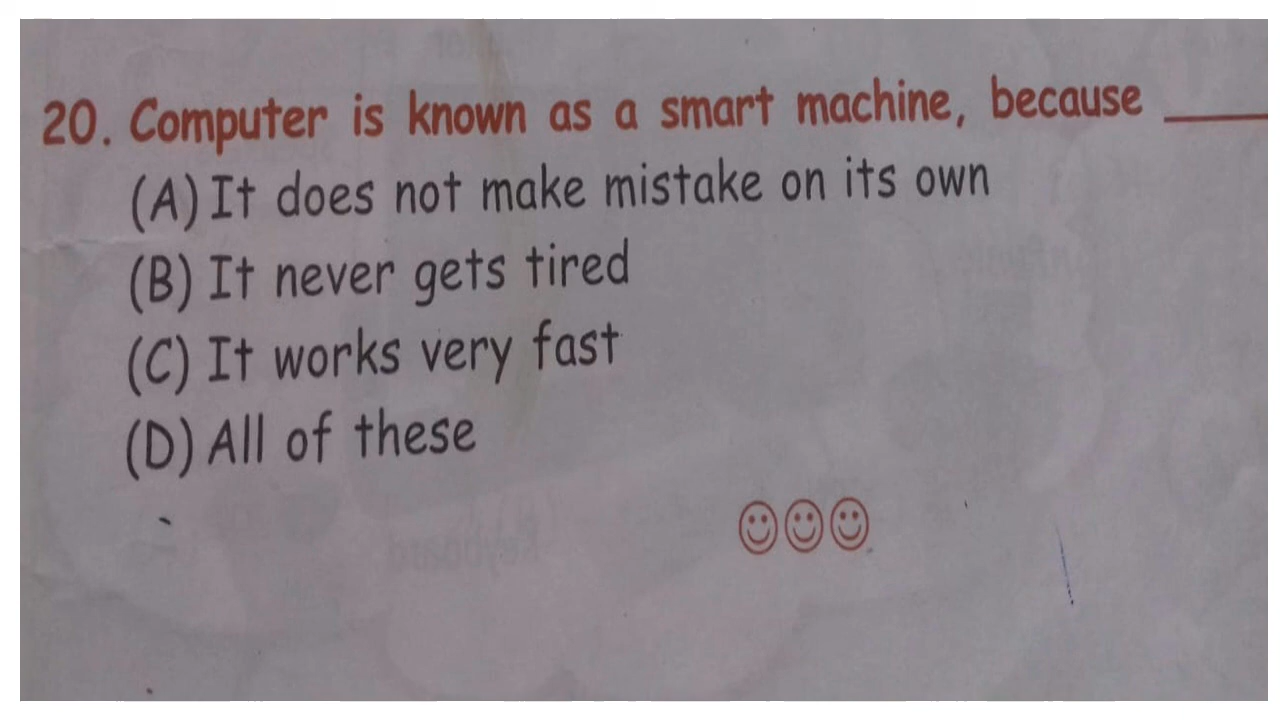 20. Computer is known as a smart machine, because ______
(A) It does not make mistake on its own
(B) It never gets tired
(C) It works very fast
(D) All of these